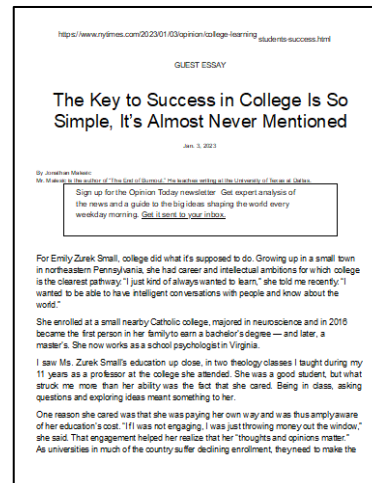 https://www.nytimes.com/2023/01/03/opinion/college-learning
students-success.html
GUEST ESSAY
The Key to Success in College Is So
Simple, It's Almost Never Mentioned
Jan. 3, 2023
By Jonathan Malesic
Mr. Malesic is the author of "The End of Burnout." He teaches writing at the University of Texas at Dallas.
Sign up for the Opinion Today newsletter Get expert analysis of
the news and a guide to the big ideas shaping the world every
weekday morning. Get it sent to your inbox.
For Emily Zurek Small, college did what it's supposed to do. Growing up in a small town
in northeastern Pennsylvania, she had career and intellectual ambitions for which college
is the clearest pathway. "I just kind of always wanted to learn," she told me recently. "I
wanted to be able to have intelligent conversations with people and know about the
world."
She enrolled at a small nearby Catholic college, majored in neuroscience and in 2016
became the first person in her family to earn a bachelor's degree — and later, a
master's. She now works as a school psychologist in Virginia.
I saw Ms. Zurek Small's education up close, in two theology classes I taught during my
11 years as a professor at the college she attended. She was a good student, but what
struck me more than her ability was the fact that she cared. Being in class, asking
questions and exploring ideas meant something to her.
One reason she cared was that she was paying her own way and was thus amply aware
of her education's cost. "If I was not engaging, I was just throwing money out the window,"
she said. That engagement helped her realize that her "thoughts and opinions matter."
As universities in much of the country suffer declining enrollment, they need to make the